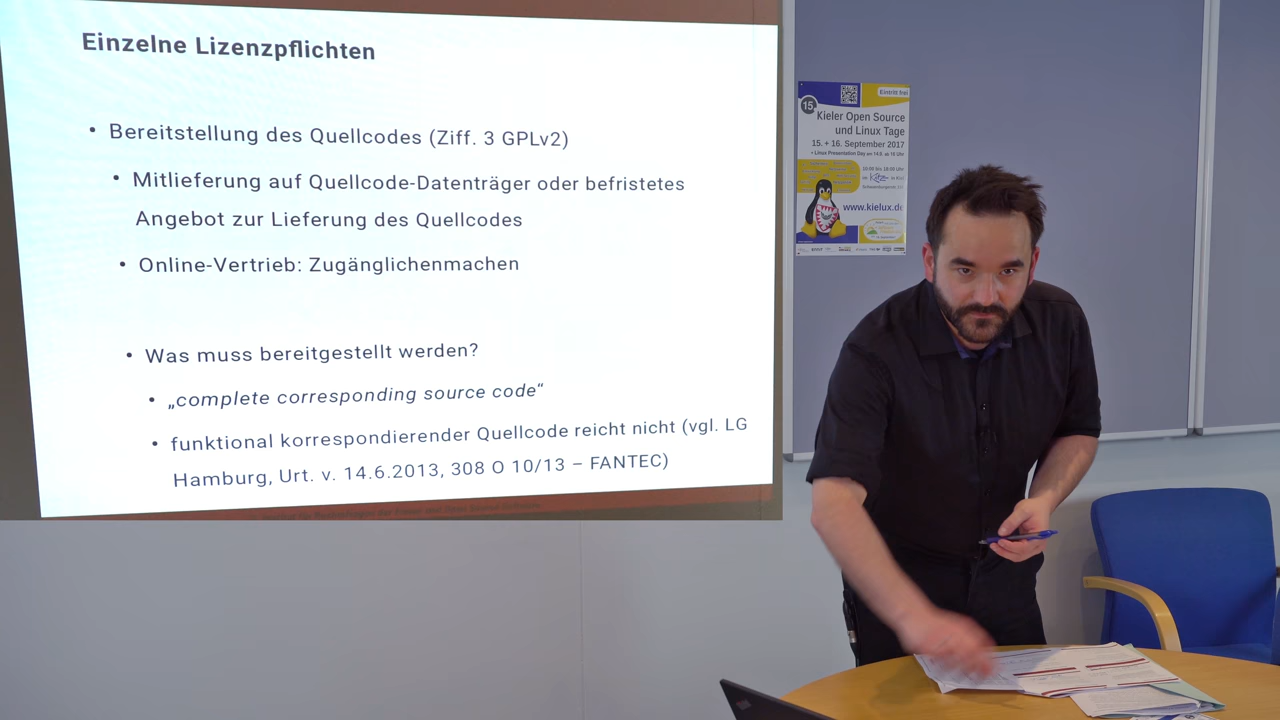 Einzelne Lizenzpflichten
• Bereitstellung des Quellcodes (Ziff. 3 GPLv2)
• Mitlieferung auf Quellcode-Datenträger oder befristetes
Angebot zur Lieferung des Quellcodes
• Online-Vertrieb: Zugänglichenmachen
• Was muss bereitgestellt werden?
• „complete corresponding source code“
• funktional korrespondierender Quellcode reicht nicht (vgl. LG
Hamburg, Urt. v. 14.6.2013, 308 O 10/13 – FANTEC)
Eintritt frei
15.
Kieler Open Source
und Linux Tage
15. + 16. September 2017
www.kielux.de